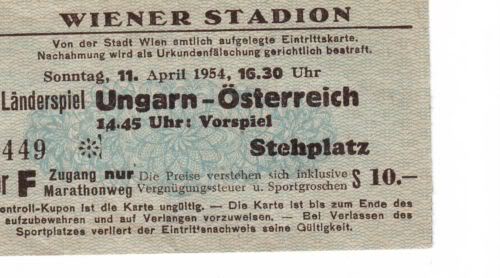 WIENER STADION
Von der Stadt Wien amtlich aufgelegte Eintrittskarte.
Nachahmung wird als Urkundenfälschung gerichtlich bestraft.
Sonntag, 11. April 1954, 16.30 Uhr
Länderspiel Ungarn-Österreich
14.45 Uhr: Vorspiel
449 Stehplatz
or F Zugang nur Die Preise verstehen sich inklusive S 10.—
Marathonweg Vergnügungssteuer u. Sportgroschen
ontroll-Kupon ist die Karte ungültig. — Die Karte ist bis zum Ende des
aufzubewahren und auf Verlangen vorzuweisen. — Bei Verlassen des
Sportplatzes verliert der Eintrittsnachweis seine Gültigkeit.